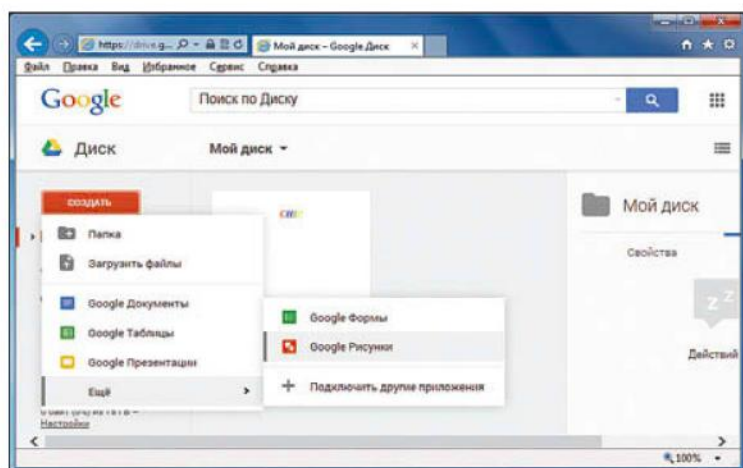 https://drive.g...
Мой диск – Google Диск
Файл Правка Вид Избранное Сервис Справка
Google
Поиск по Диску
Диск
Мой диск
СОЗДАТЬ
Папка
Загрузить файлы
Google Документы
Google Таблицы
Google Презентации
Ещё
Google Формы
Google Рисунки
Подключить другие приложения
Настройки
Мой диск
Свойства
z z
Действий
100%